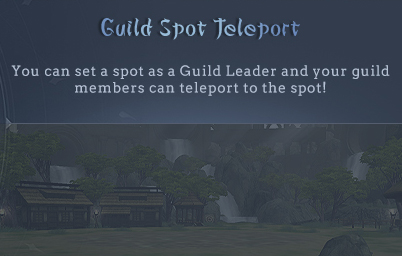 Guild Spot Teleport
You can set a spot as a Guild Leader and your guild
members can teleport to the spot!